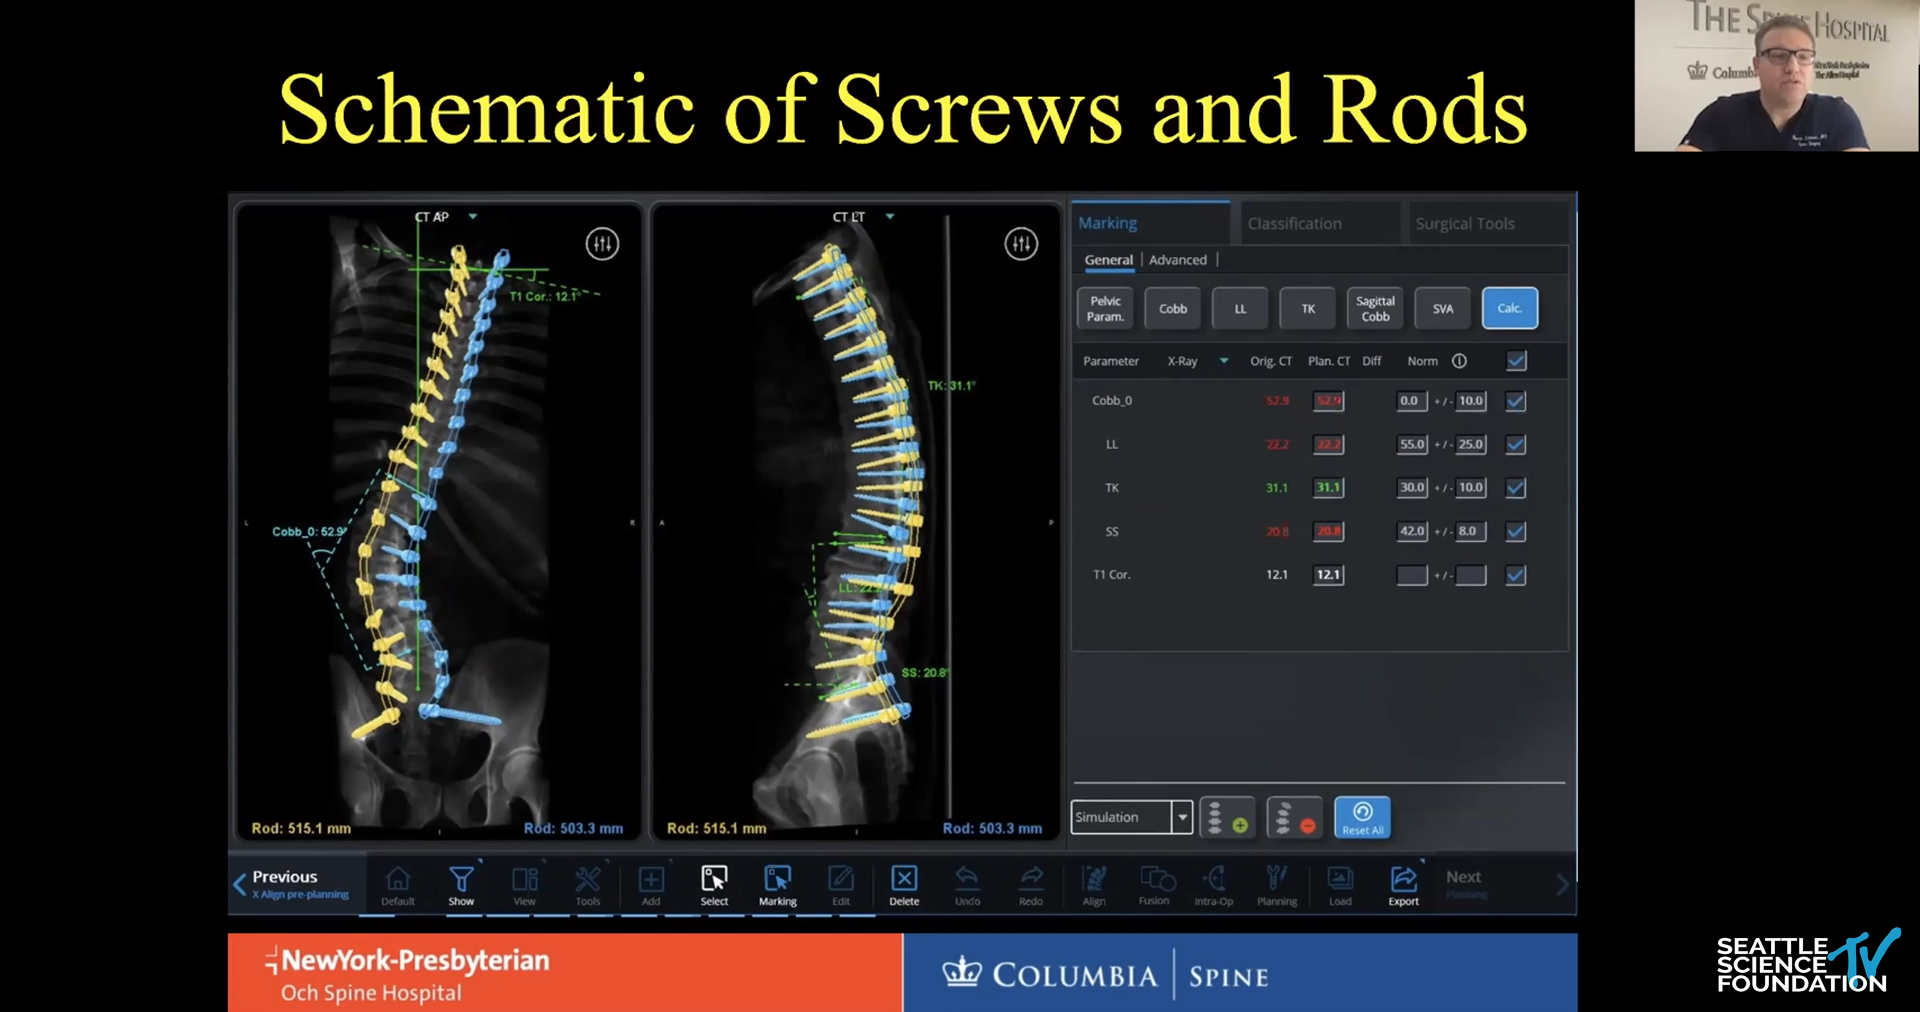 Schematic of Screws and Rods
THE SPINE HOSPITAL
CT AP
T1 Cor.: 12.1°
Cobb_0: 52.9°
L
R
Rod: 515.1 mm
Rod: 503.3 mm
CT LT
TK: 31.1°
A
P
SS: 20.8°
Rod: 515.1 mm
Rod: 503.3 mm
Marking
Classification
Surgical Tools
General | Advanced |
Pelvic
Param.
Cobb
LL
TK
Sagittal
Cobb
SVA
Calc.
Parameter X-Ray Orig. CT Plan. CT Diff Norm
Cobb_0 52.9 52.9 0.0 +/- 10.0
LL 22.2 22.2 55.0 +/- 25.0
TK 31.1 31.1 30.0 +/- 10.0
SS 20.8 20.8 42.0 +/- 8.0
T1 Cor. 12.1 12.1 +/-
Simulation
Reset All
Previous
X Align pre-planning
Default
Show
View
Tools
Add
Select
Marking
Edit
Delete
Undo
Redo
Align
Fusion
Intra-Op
Planning
Load
Export
Next
Planning
NewYork-Presbyterian
Och Spine Hospital
COLUMBIA | SPINE
SEATTLE
SCIENCE
FOUNDATION
TV